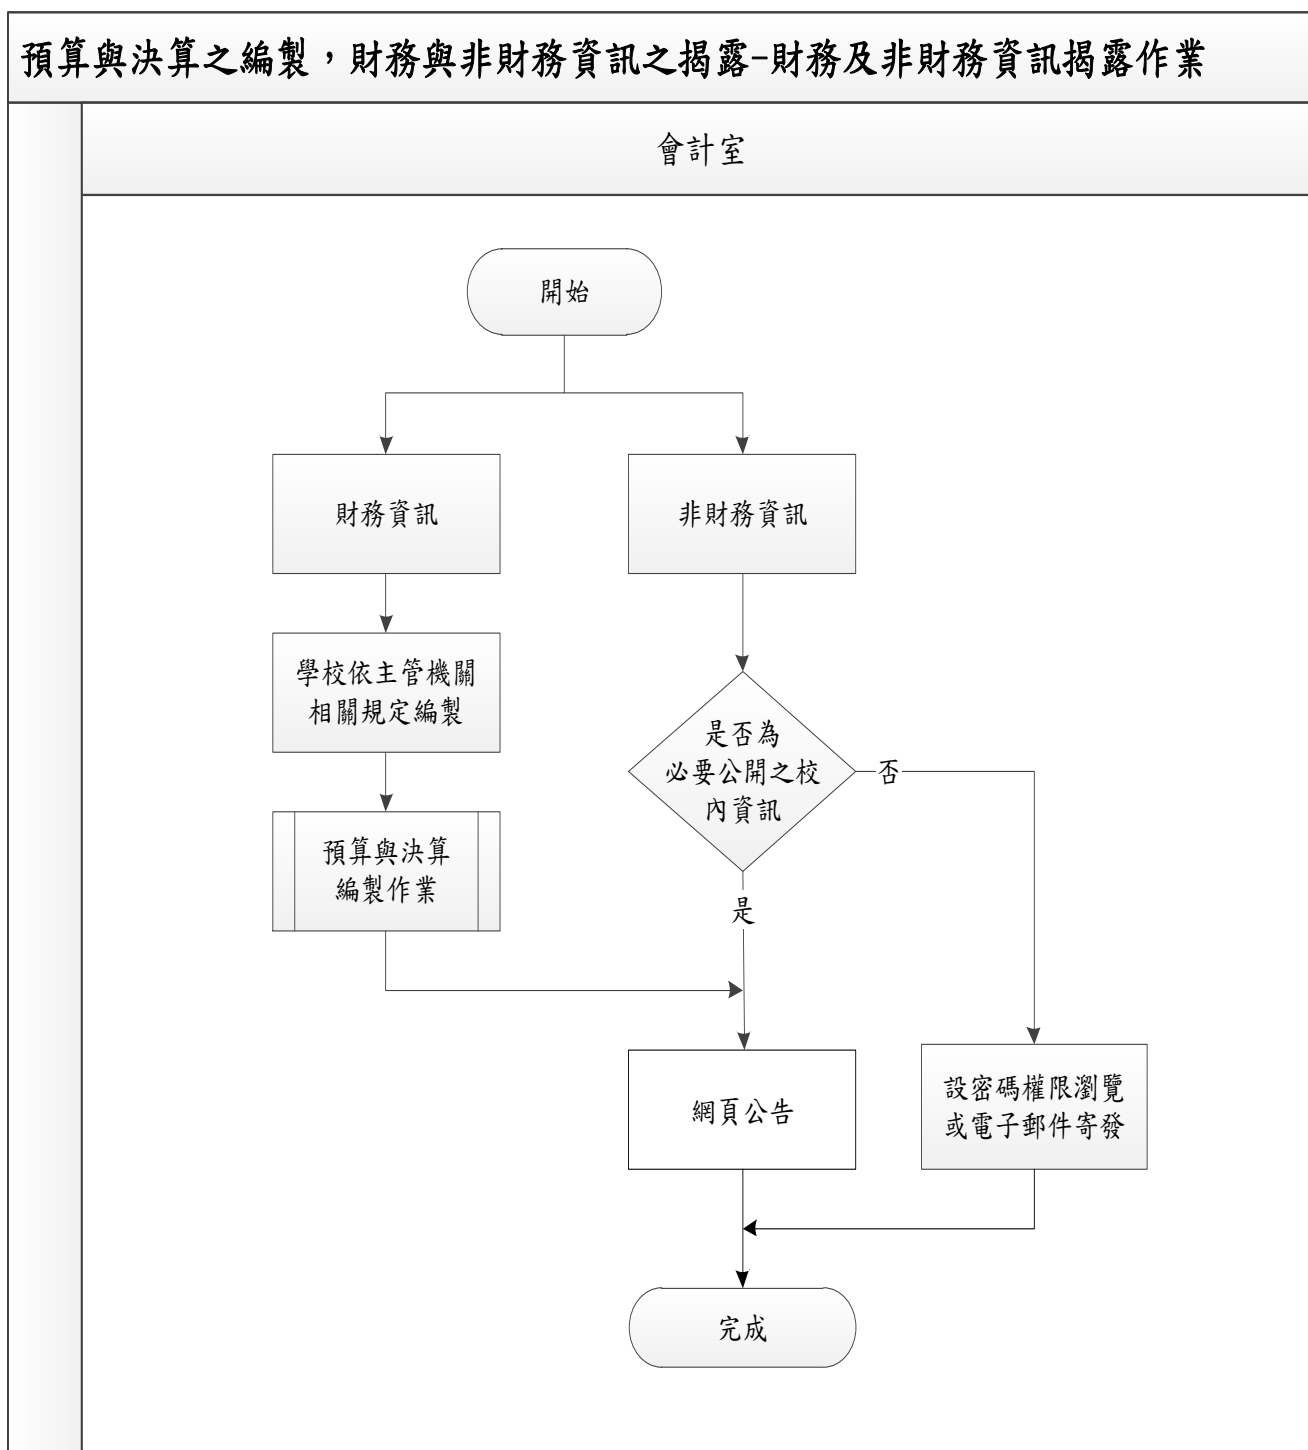 預算與決算之編製，財務與非財務資訊之揭露-財務及非財務資訊揭露作業
會計室
開始
財務資訊
非財務資訊
學校依主管機關
相關規定編製
是否為
必要公開之校
內資訊
否
預算與決算
編製作業
是
網頁公告
設密碼權限瀏覽
或電子郵件寄發
完成